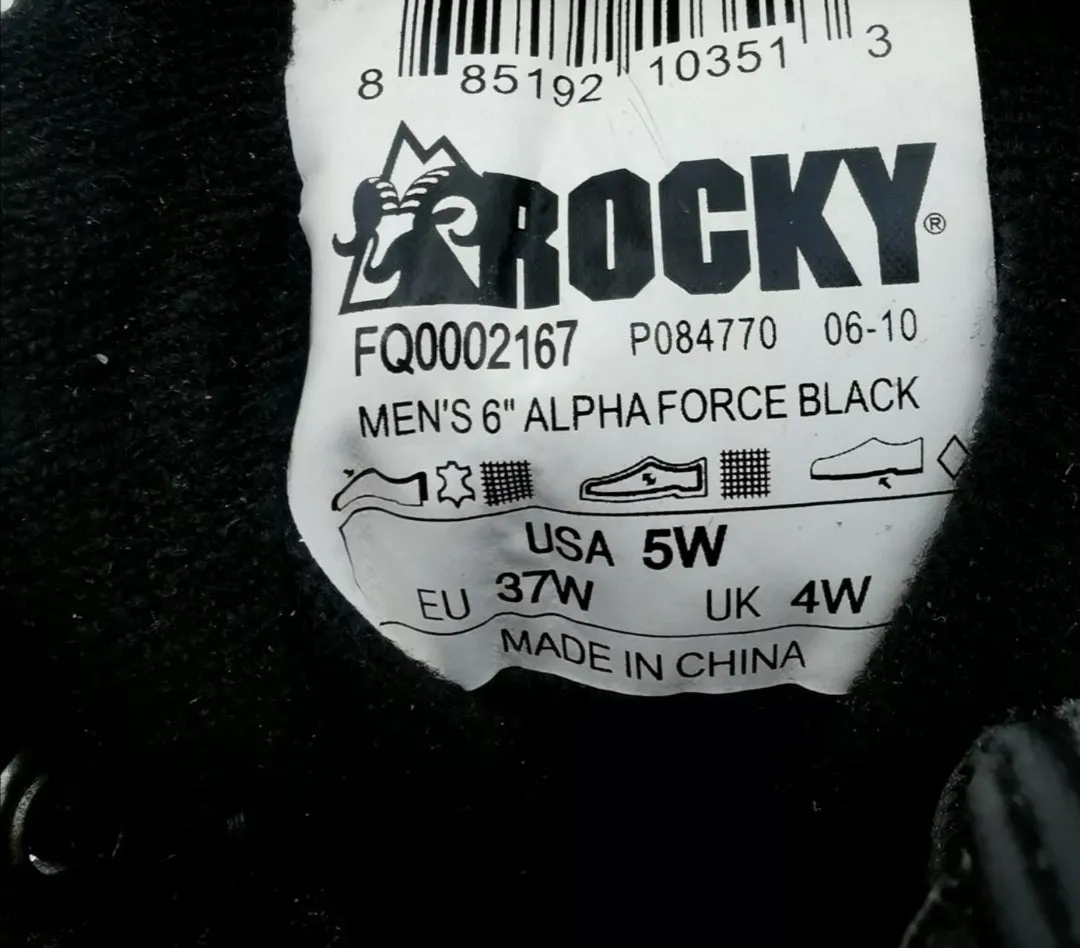 8 85192 10351 3
ROCKY®
FQ0002167 P084770 06-10
MEN'S 6" ALPHA FORCE BLACK
USA 5W
EU 37W UK 4W
MADE IN CHINA